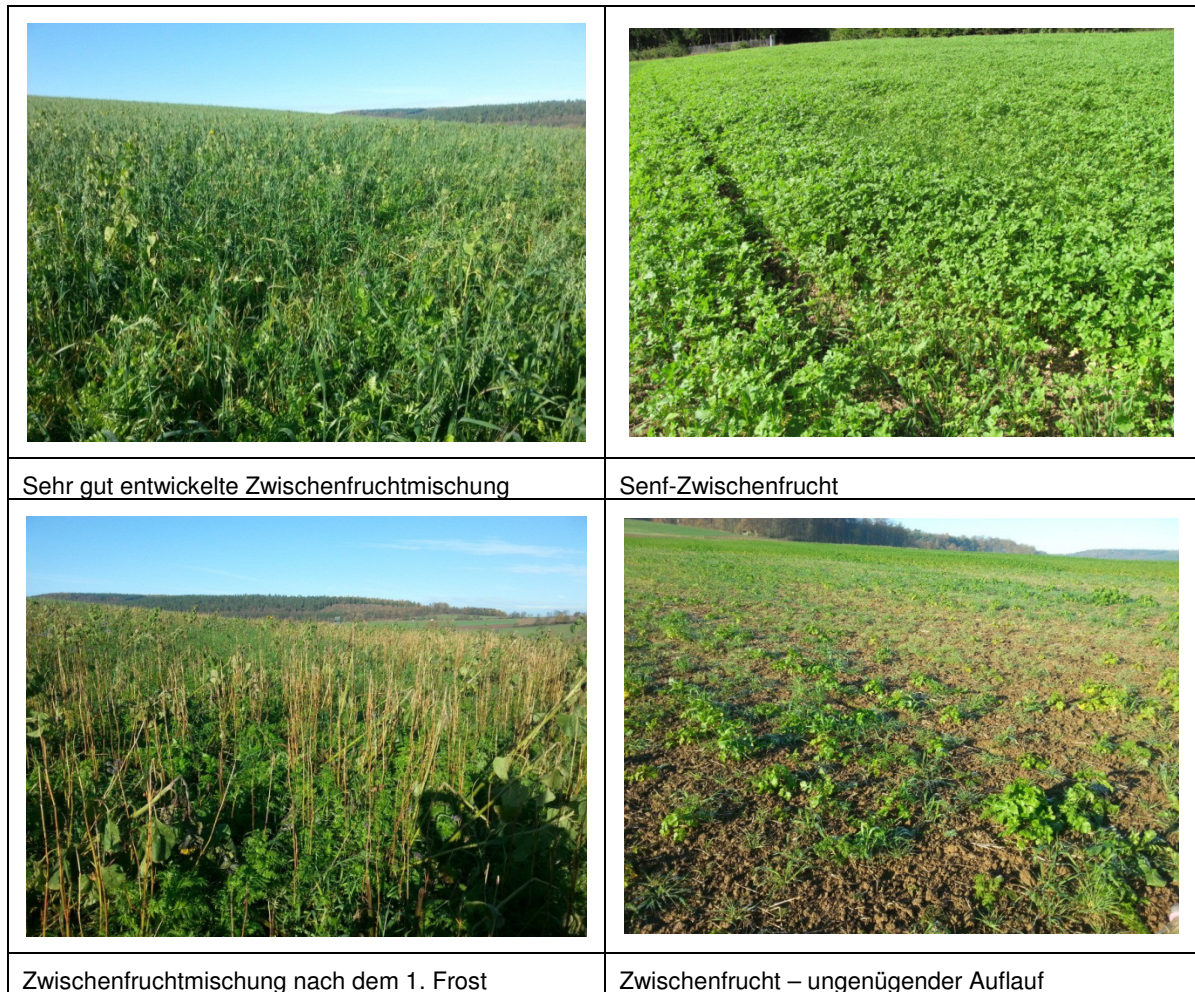 Sehr gut entwickelte Zwischenfruchtmischung
Senf-Zwischenfrucht
Zwischenfruchtmischung nach dem 1. Frost
Zwischenfrucht – ungenügender Auflauf